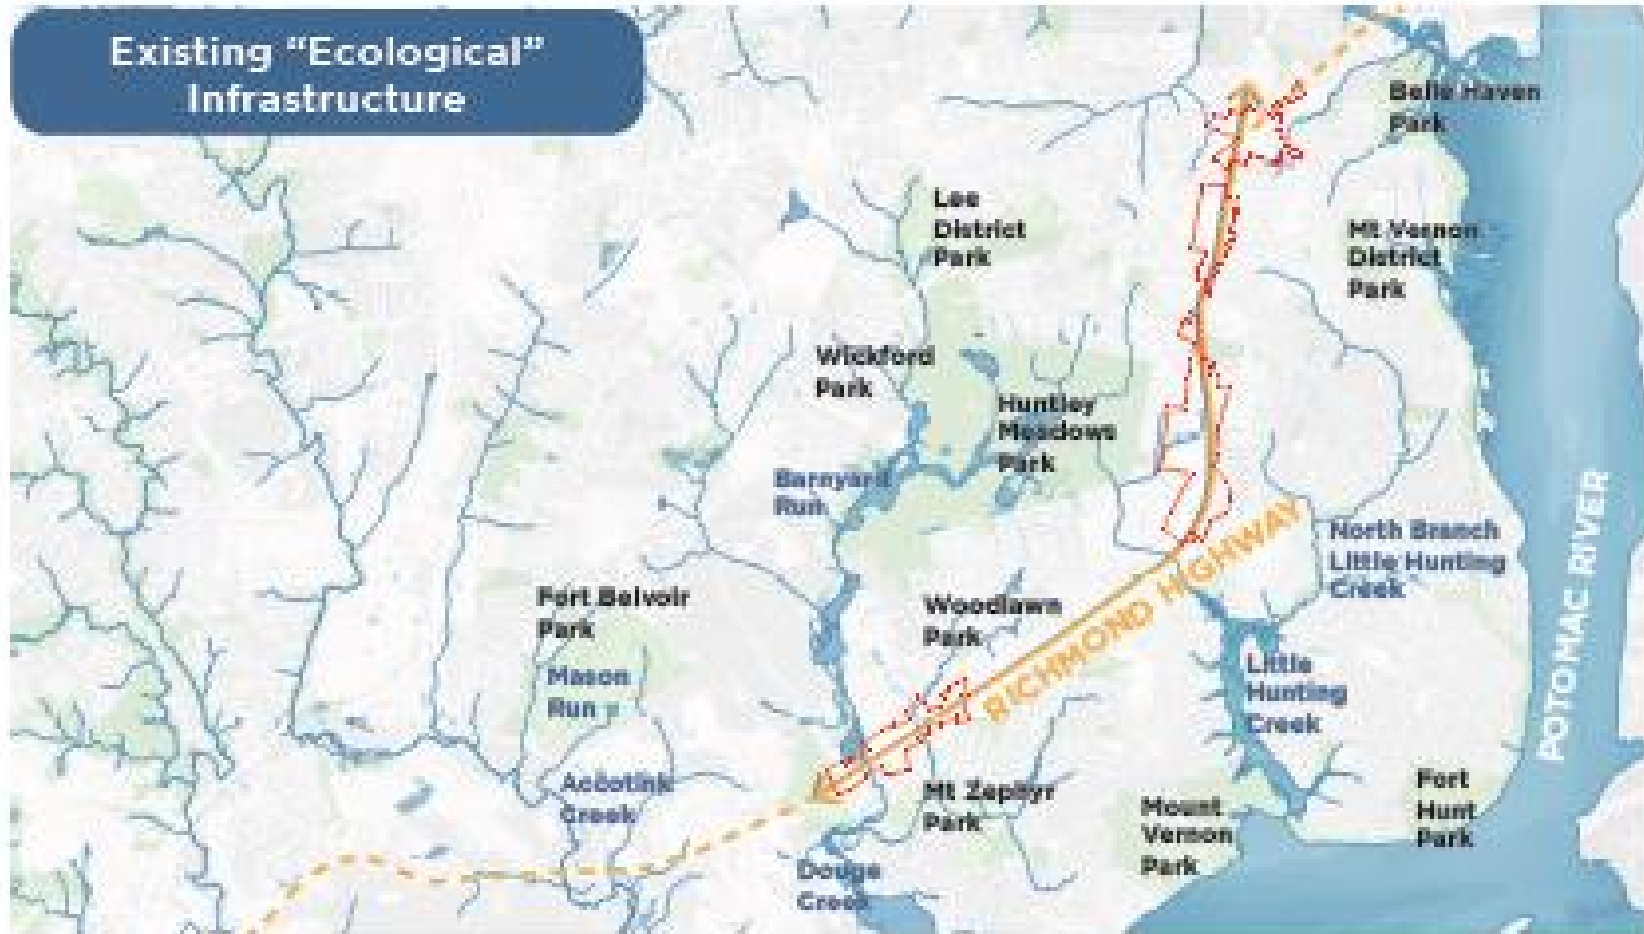 Existing “Ecological”
Infrastructure
Belle Haven
Park
Lee
District
Park
Mt Vernon
District
Park
Wickford
Park
Huntley
Meadows
Park
Barnyard
Run
RICHMOND HIGHWAY
North Branch
Little Hunting
Creek
POTOMAC RIVER
Fort Belvoir
Park
Woodlawn
Park
Mason
Run
Little
Hunting
Creek
Accotink
Creek
Mt Zephyr
Park
Mount
Vernon
Park
Fort
Hunt
Park
Douge
Creek